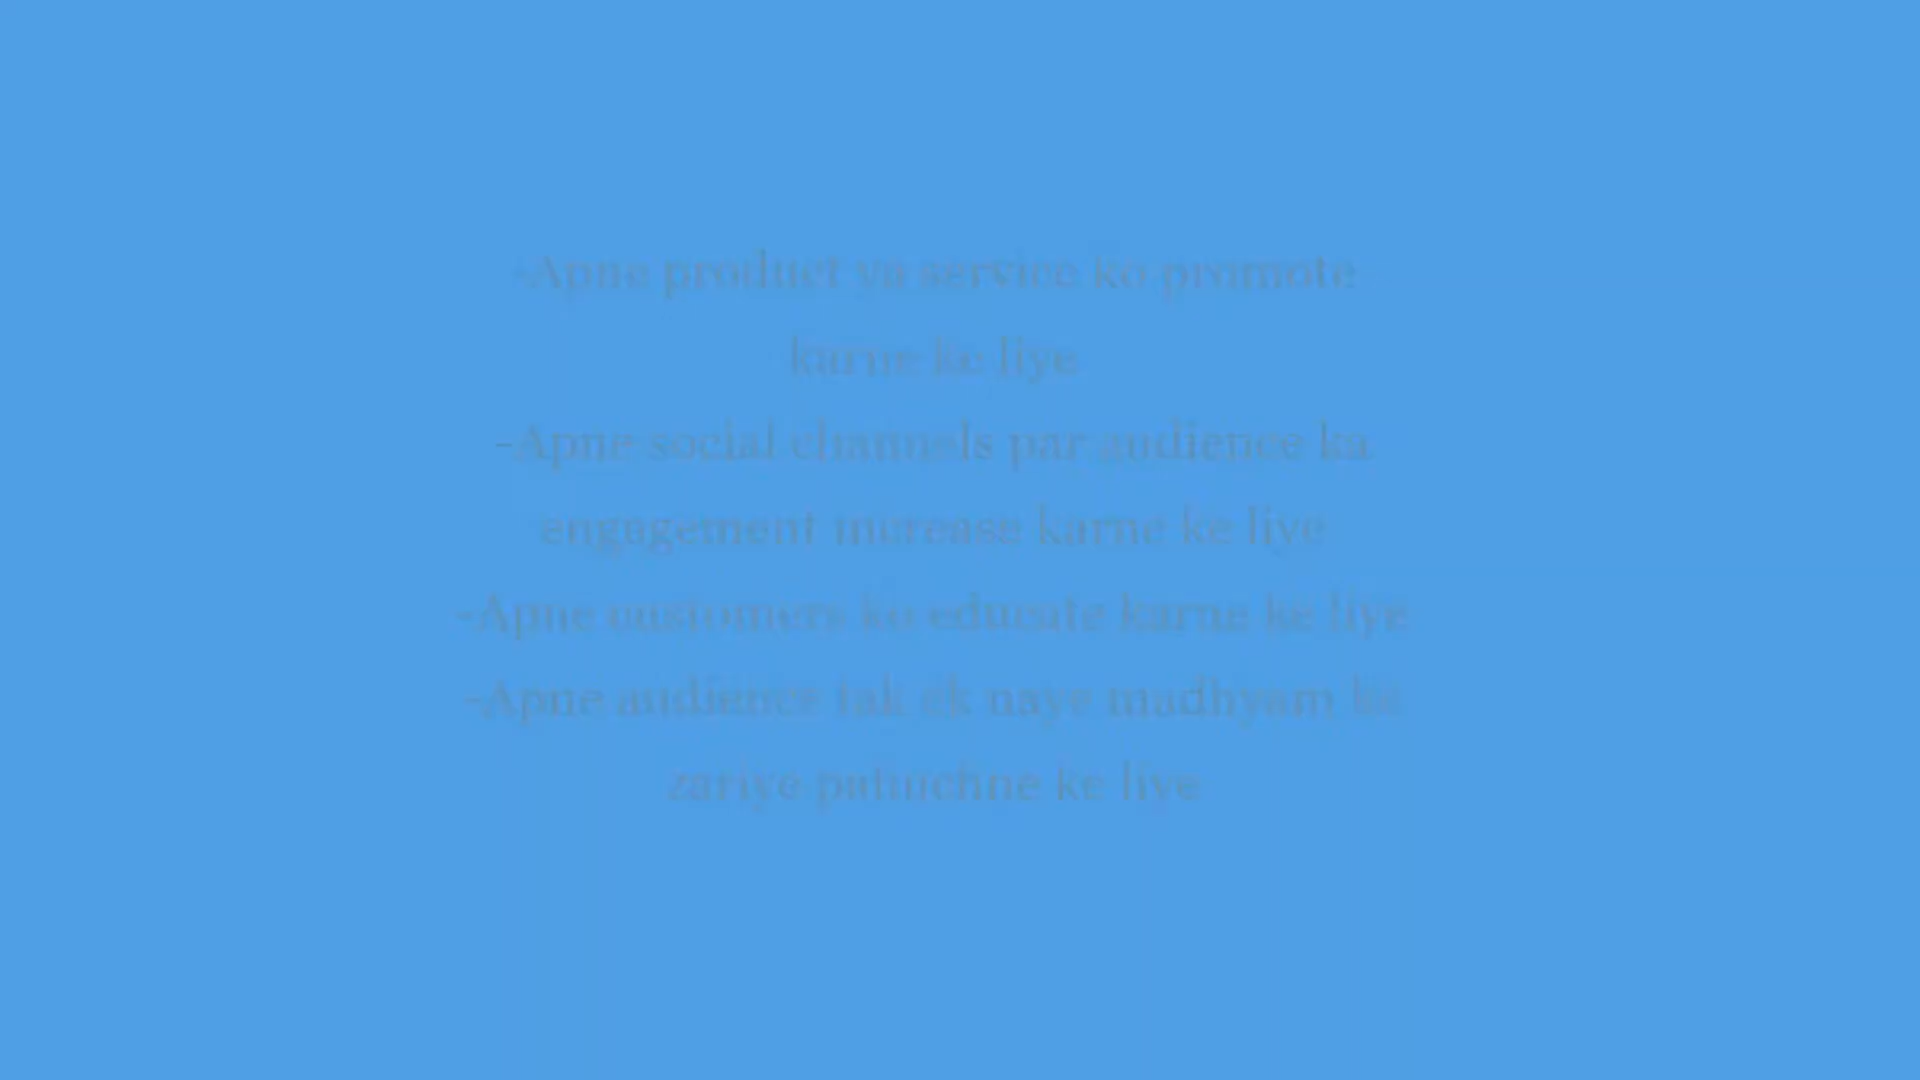 -Apne product ya service ko promote
karne ke liye
-Apne social channels par audience ka
engagement increase karne ke liye
-Apne customers ko educate karne ke liye
-Apne audience tak ek naye madhyam ke
zariye pahuchne ke liye